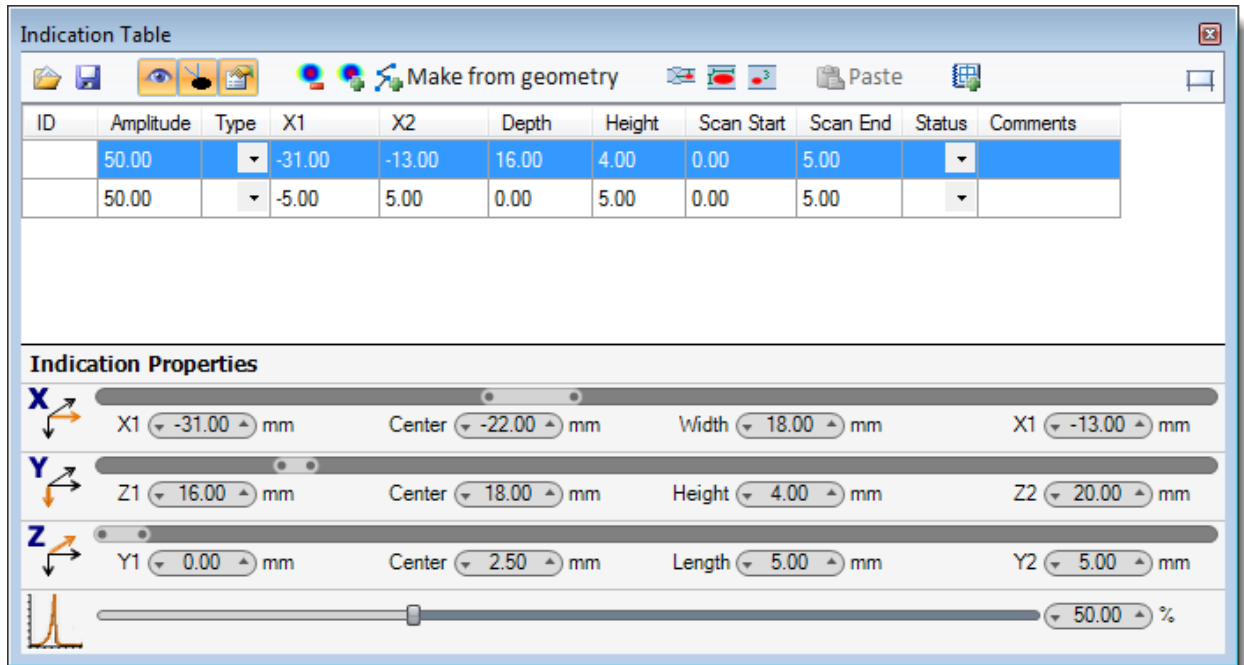 Indication Table
Make from geometry 3 Paste
ID Amplitude Type X1 X2 Depth Height Scan Start Scan End Status Comments
50.00 -31.00 -13.00 16.00 4.00 0.00 5.00
50.00 -5.00 5.00 0.00 5.00 0.00 5.00
Indication Properties
X
X1 -31.00 mm Center -22.00 mm Width 18.00 mm X1 -13.00 mm
Y
Z1 16.00 mm Center 18.00 mm Height 4.00 mm Z2 20.00 mm
Z
Y1 0.00 mm Center 2.50 mm Length 5.00 mm Y2 5.00 mm
50.00 %